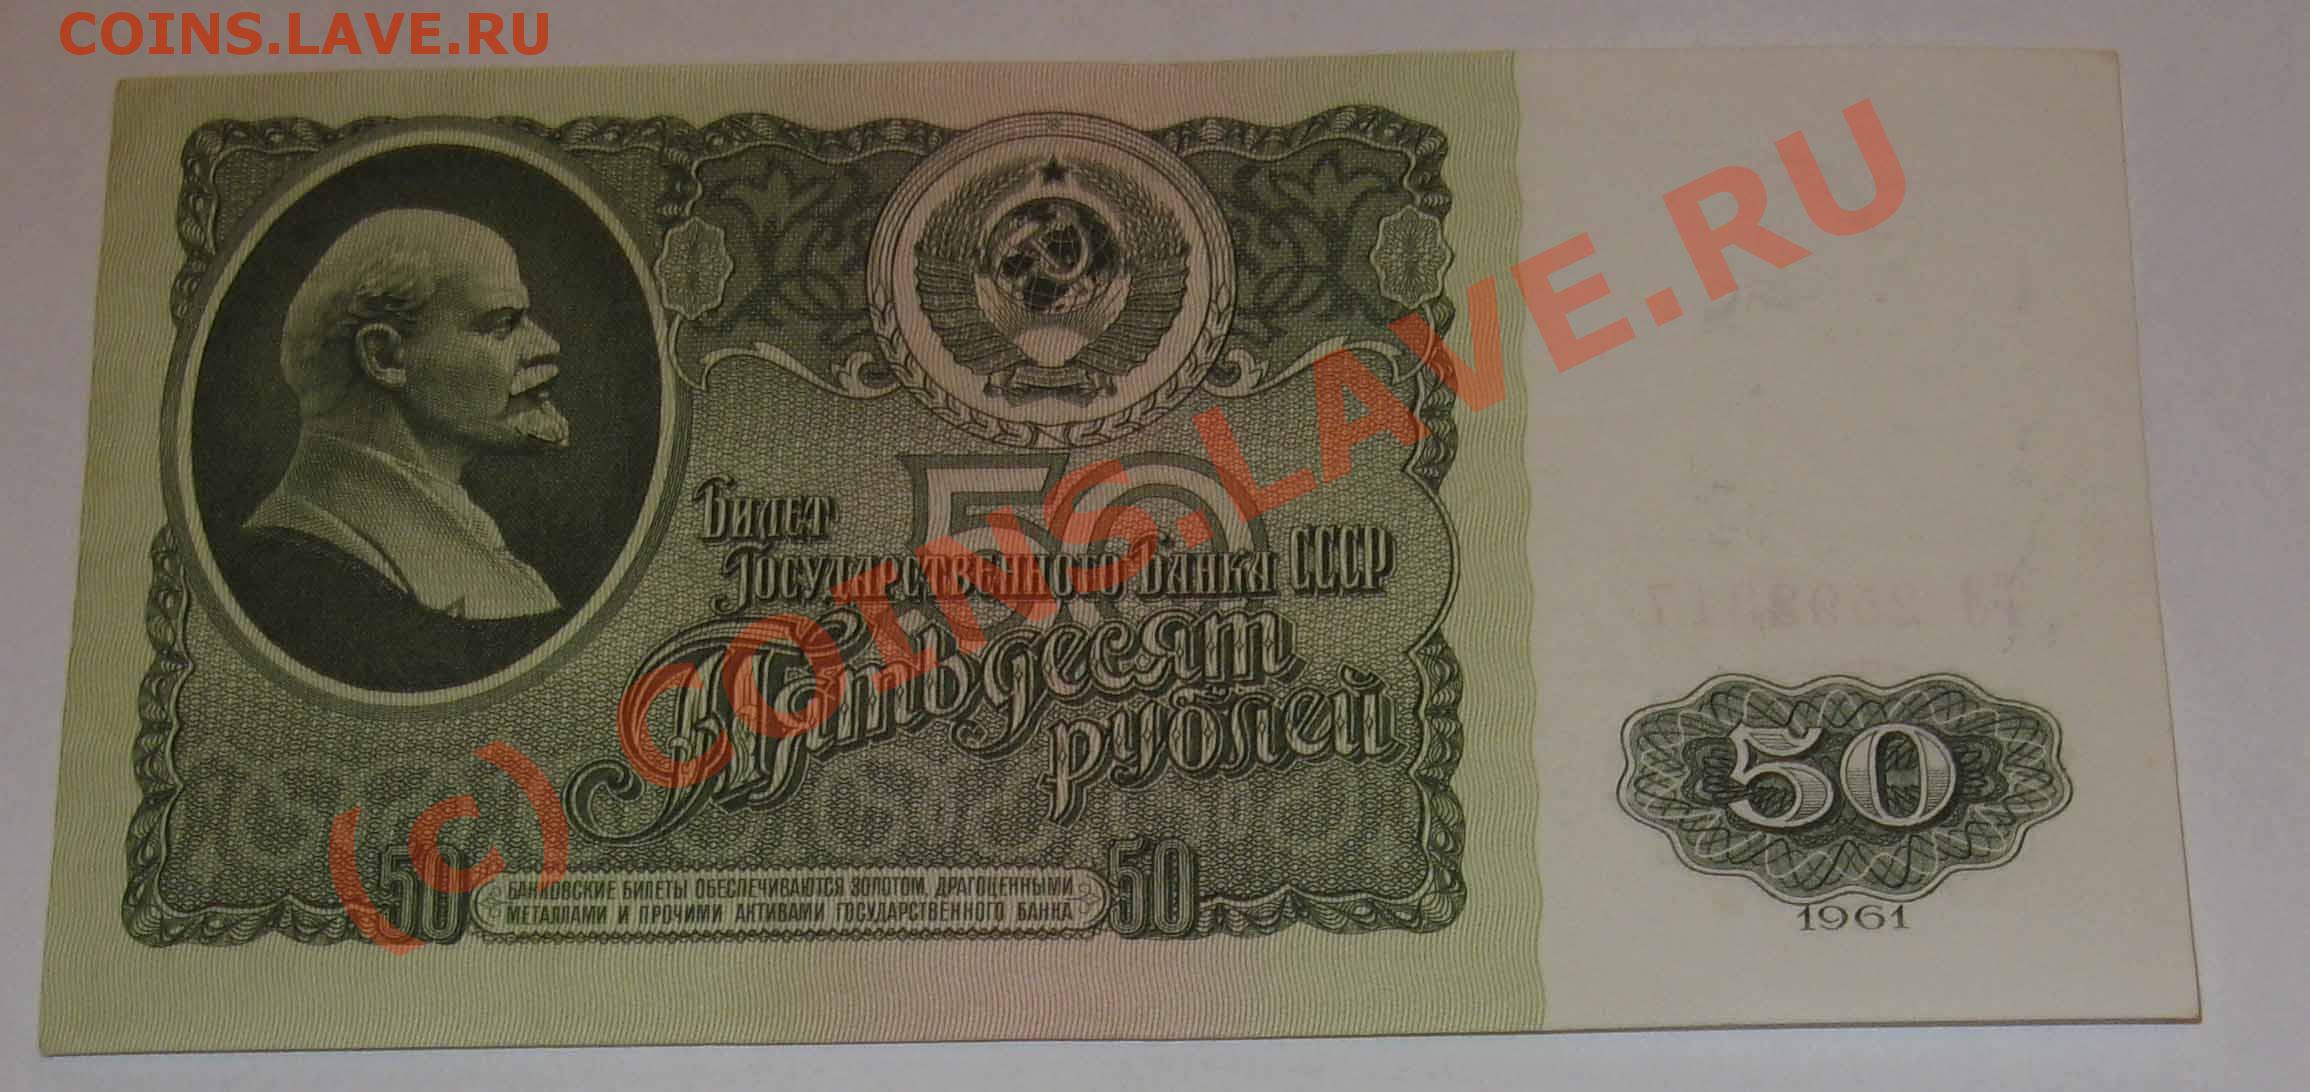 COINS.LAVE.RU
Билет
Государственного Банка СССР
50
Пятьдесят
рублей
50
БАНКОВСКИЕ БИЛЕТЫ ОБЕСПЕЧИВАЮТСЯ ЗОЛОТОМ, ДРАГОЦЕННЫМИ
МЕТАЛЛАМИ И ПРОЧИМИ АКТИВАМИ ГОСУДАРСТВЕННОГО БАНКА
50
50
1961
(c) COINS.LAVE.RU